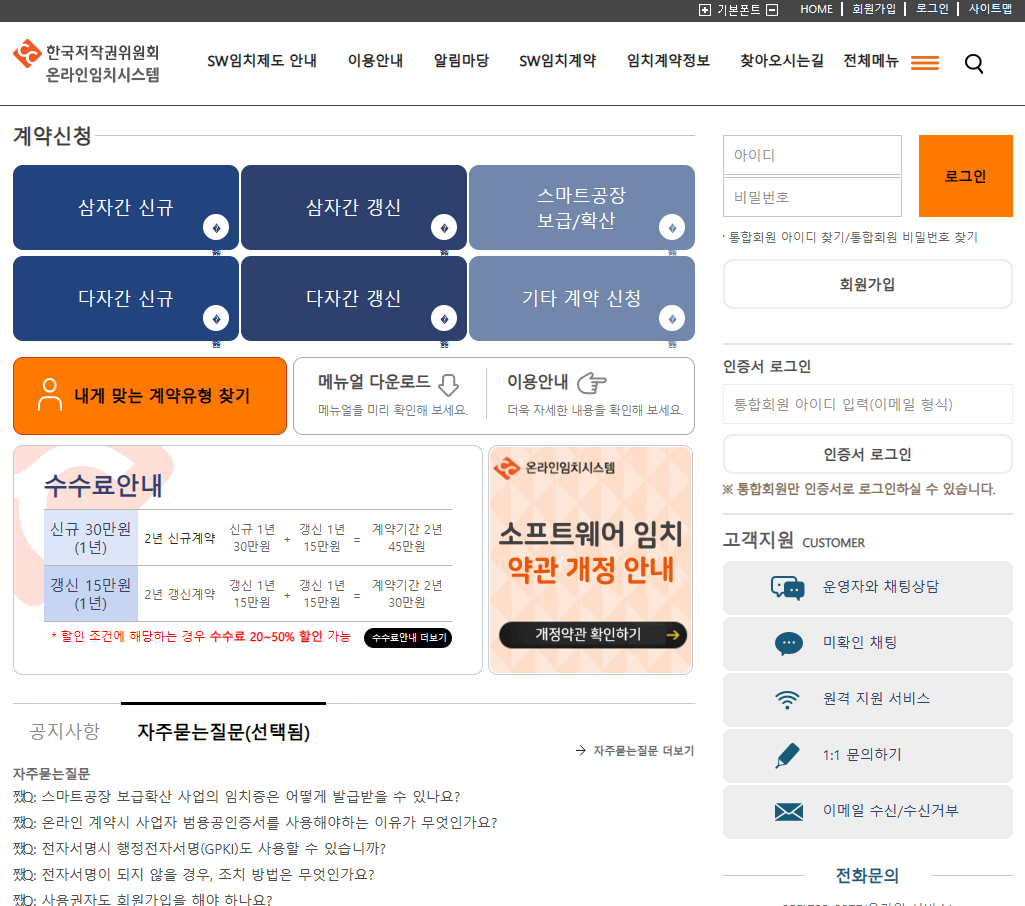 기본폰트 HOME 회원가입 로그인 사이트맵
한국저작권위원회
온라인임치시스템
SW임치제도 안내 이용안내 알림마당 SW임치계약 임치계약정보 찾아오시는길 전체메뉴
계약신청
삼자간 신규
삼자간 갱신
스마트공장
보급/확산
다자간 신규
다자간 갱신
기타 계약 신청
내게 맞는 계약유형 찾기
메뉴얼 다운로드
메뉴얼을 미리 확인해 보세요.
이용안내
더욱 자세한 내용을 확인해 보세요.
수수료안내
신규 30만원
(1년)
2년 신규계약
신규 1년
30만원
+
갱신 1년
15만원
=
계약기간 2년
45만원
갱신 15만원
(1년)
2년 갱신계약
갱신 1년
15만원
+
갱신 1년
15만원
=
계약기간 2년
30만원
* 할인 조건에 해당하는 경우 수수료 20~50% 할인 가능
수수료안내 더보기
온라인임치시스템
소프트웨어 임치
약관 개정 안내
개정약관 확인하기
공지사항
자주묻는질문(선택됨)
자주묻는질문 더보기
자주묻는질문
Q: 스마트공장 보급확산 사업의 임치증은 어떻게 발급받을 수 있나요?
Q: 온라인 계약시 사업자 범용공인증서를 사용해야하는 이유가 무엇인가요?
Q: 전자서명시 행정전자서명(GPKI)도 사용할 수 있습니까?
Q: 전자서명이 되지 않을 경우, 조치 방법은 무엇인가요?
Q: 사용권자도 회원가입을 해야 하나요?
아이디
비밀번호
로그인
· 통합회원 아이디 찾기/통합회원 비밀번호 찾기
회원가입
인증서 로그인
통합회원 아이디 입력(이메일 형식)
인증서 로그인
※ 통합회원만 인증서로 로그인하실 수 있습니다.
고객지원 CUSTOMER
운영자와 채팅상담
미확인 채팅
원격 지원 서비스
1:1 문의하기
이메일 수신/수신거부
전화문의